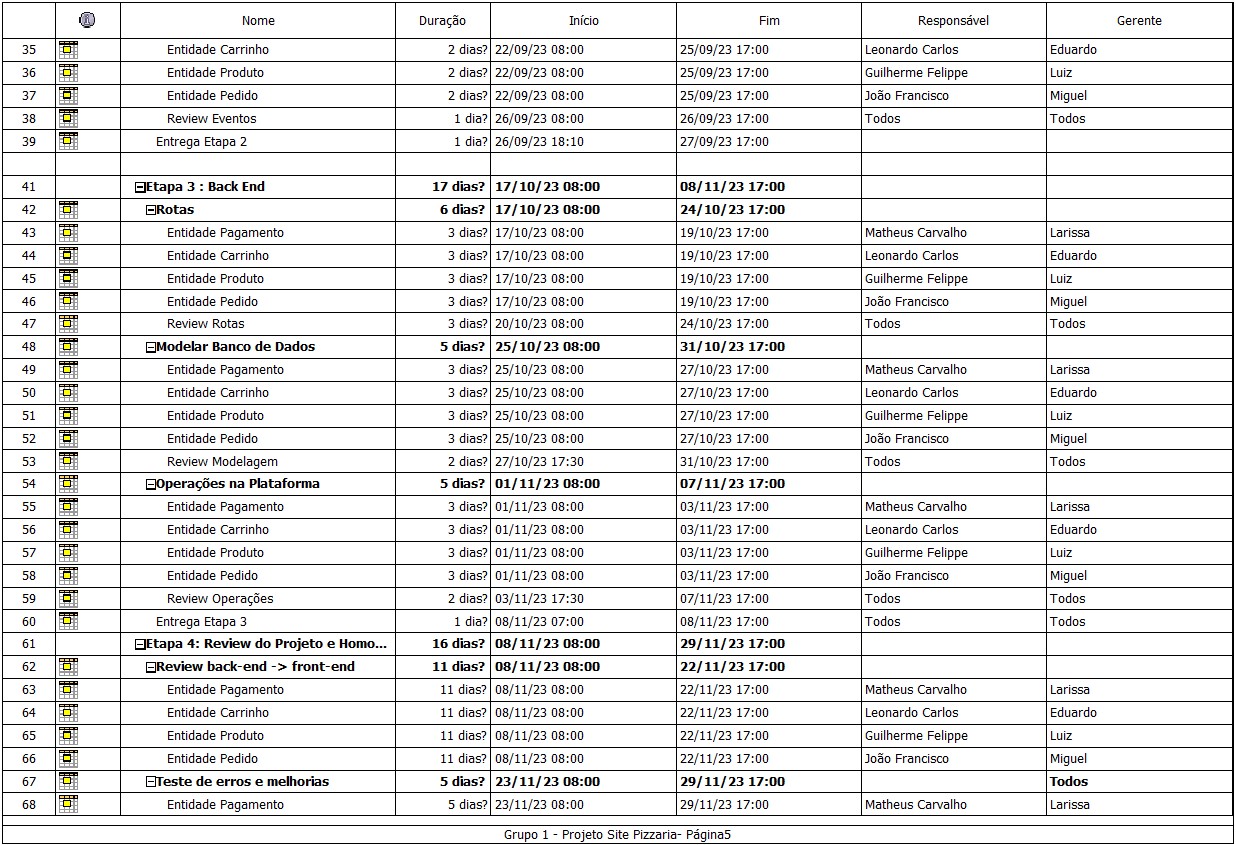 Nome Duração Início Fim Responsável Gerente
35 Entidade Carrinho 2 dias? 22/09/23 08:00 25/09/23 17:00 Leonardo Carlos Eduardo
36 Entidade Produto 2 dias? 22/09/23 08:00 25/09/23 17:00 Guilherme Felippe Luiz
37 Entidade Pedido 2 dias? 22/09/23 08:00 25/09/23 17:00 João Francisco Miguel
38 Review Eventos 1 dia? 26/09/23 08:00 26/09/23 17:00 Todos Todos
39 Entrega Etapa 2 1 dia? 26/09/23 18:10 27/09/23 17:00
41 Etapa 3 : Back End 17 dias? 17/10/23 08:00 08/11/23 17:00
42 Rotas 6 dias? 17/10/23 08:00 24/10/23 17:00
43 Entidade Pagamento 3 dias? 17/10/23 08:00 19/10/23 17:00 Matheus Carvalho Larissa
44 Entidade Carrinho 3 dias? 17/10/23 08:00 19/10/23 17:00 Leonardo Carlos Eduardo
45 Entidade Produto 3 dias? 17/10/23 08:00 19/10/23 17:00 Guilherme Felippe Luiz
46 Entidade Pedido 3 dias? 17/10/23 08:00 19/10/23 17:00 João Francisco Miguel
47 Review Rotas 3 dias? 20/10/23 08:00 24/10/23 17:00 Todos Todos
48 Modelar Banco de Dados 5 dias? 25/10/23 08:00 31/10/23 17:00
49 Entidade Pagamento 3 dias? 25/10/23 08:00 27/10/23 17:00 Matheus Carvalho Larissa
50 Entidade Carrinho 3 dias? 25/10/23 08:00 27/10/23 17:00 Leonardo Carlos Eduardo
51 Entidade Produto 3 dias? 25/10/23 08:00 27/10/23 17:00 Guilherme Felippe Luiz
52 Entidade Pedido 3 dias? 25/10/23 08:00 27/10/23 17:00 João Francisco Miguel
53 Review Modelagem 2 dias? 27/10/23 17:30 31/10/23 17:00 Todos Todos
54 Operações na Plataforma 5 dias? 01/11/23 08:00 07/11/23 17:00
55 Entidade Pagamento 3 dias? 01/11/23 08:00 03/11/23 17:00 Matheus Carvalho Larissa
56 Entidade Carrinho 3 dias? 01/11/23 08:00 03/11/23 17:00 Leonardo Carlos Eduardo
57 Entidade Produto 3 dias? 01/11/23 08:00 03/11/23 17:00 Guilherme Felippe Luiz
58 Entidade Pedido 3 dias? 01/11/23 08:00 03/11/23 17:00 João Francisco Miguel
59 Review Operações 2 dias? 03/11/23 17:30 07/11/23 17:00 Todos Todos
60 Entrega Etapa 3 1 dia? 08/11/23 07:00 08/11/23 17:00 Todos Todos
61 Etapa 4: Review do Projeto e Homo... 16 dias? 08/11/23 08:00 29/11/23 17:00
62 Review back-end -> front-end 11 dias? 08/11/23 08:00 22/11/23 17:00
63 Entidade Pagamento 11 dias? 08/11/23 08:00 22/11/23 17:00 Matheus Carvalho Larissa
64 Entidade Carrinho 11 dias? 08/11/23 08:00 22/11/23 17:00 Leonardo Carlos Eduardo
65 Entidade Produto 11 dias? 08/11/23 08:00 22/11/23 17:00 Guilherme Felippe Luiz
66 Entidade Pedido 11 dias? 08/11/23 08:00 22/11/23 17:00 João Francisco Miguel
67 Teste de erros e melhorias 5 dias? 23/11/23 08:00 29/11/23 17:00 Todos
68 Entidade Pagamento 5 dias? 23/11/23 08:00 29/11/23 17:00 Matheus Carvalho Larissa
Grupo 1 - Projeto Site Pizzaria- Página5